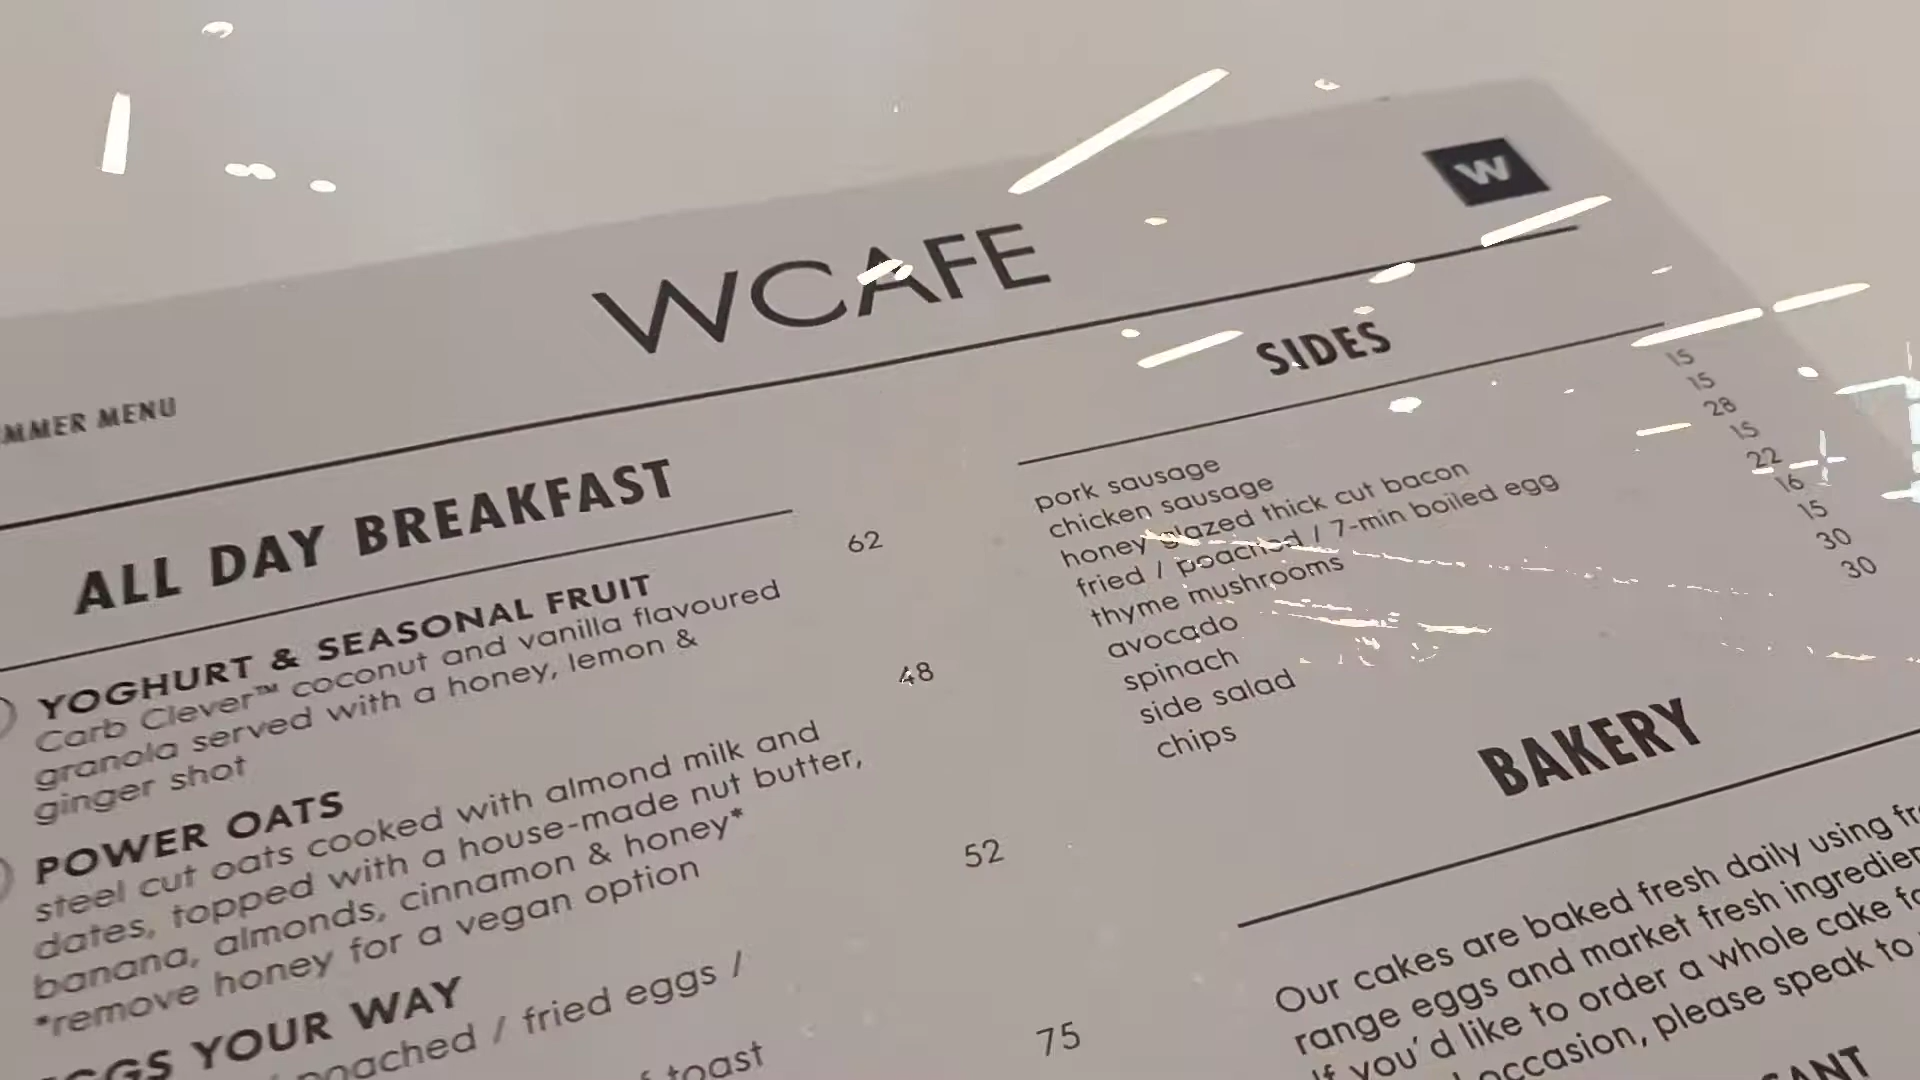 W
WCAFE
MMER MENU
ALL DAY BREAKFAST
YOGHURT & SEASONAL FRUIT 62
Carb Clever™ coconut and vanilla flavoured
granola served with a honey, lemon &
ginger shot
POWER OATS 48
steel cut oats cooked with almond milk and
dates, topped with a house-made nut butter,
banana, almonds, cinnamon & honey*
*remove honey for a vegan option
GGS YOUR WAY 52
poached / fried eggs /
toast
75
SIDES
pork sausage 15
chicken sausage 15
honey glazed thick cut bacon 28
fried / poached / 7-min boiled egg 15
thyme mushrooms 22
avocado 16
spinach 15
side salad 30
chips 30
BAKERY
Our cakes are baked fresh daily using
range eggs and market fresh
If you'd like to order a whole cake
occasion, please speak to